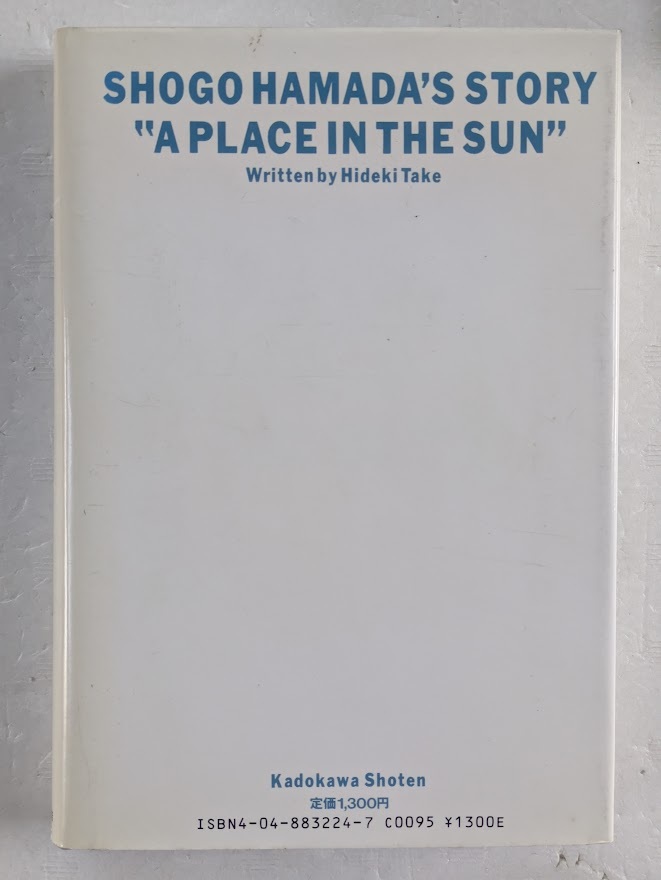 SHOGO HAMADA'S STORY
“A PLACE IN THE SUN”
Written by Hideki Take
Kadokawa Shoten
定価1,300円
ISBN4-04-883224-7 C0095 ¥1300E